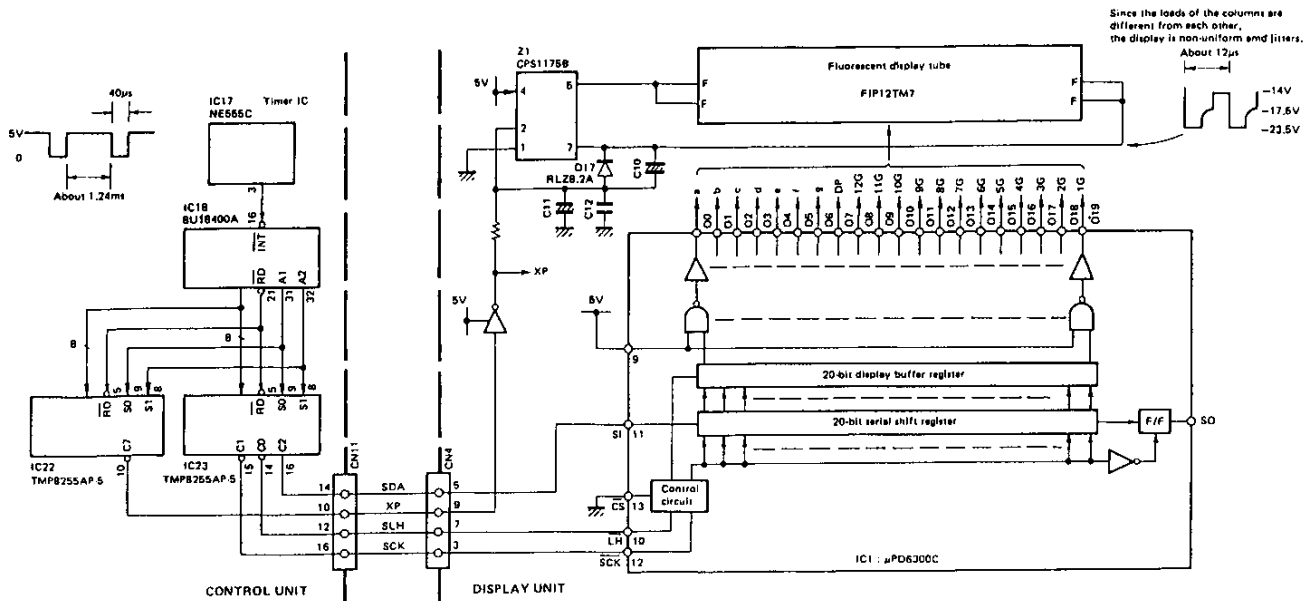 Since the loads of the columns are
different from each other,
the display is non-uniform amd jitters.
About 12μs
-14V
-17.5V
-23.5V
21
CPS1175B
5V
4
2
1
6
7
Fluorescent display tube
FIP12TM7
F
F
F
F
40μs
5V
0
About 1.24ms
IC17
NE555C
Timer IC
3
IC18
BU18400A
16
INT
RD
A1
A2
21
31
32
8
8
RD
S0
S1
5
9
8
RD
S0
S1
5
9
8
C7
10
C1
C0
C2
15
14
16
IC22
TMP8255AP-5
IC23
TMP8255AP-5
D17
RLZ8.2A
C10
C11
C12
XP
5V
a
b
c
d
e
f
g
DP
12G
11G
10G
9G
8G
7G
6G
5G
4G
3G
2G
1G
O0
O1
O2
O3
O4
O5
O6
O7
O8
O9
O10
O11
O12
O13
O14
O15
O16
O17
O18
O19
5V
9
20-bit display buffer register
20-bit serial shift register
F/F
SO
SI
11
Control
circuit
CS
13
LH
10
SCK
12
IC1 : μPD6300C
CN11
CN4
14
SDA
5
10
XP
9
12
SLH
7
16
SCK
3
CONTROL UNIT
DISPLAY UNIT